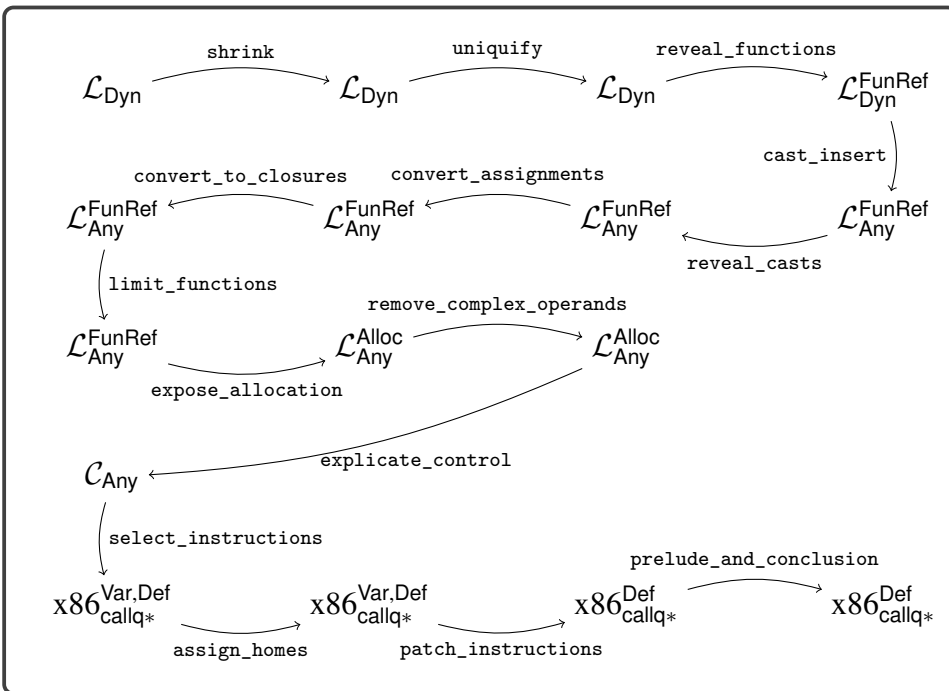 shrink uniquify reveal_functions
ℒ_Dyn ℒ_Dyn ℒ_Dyn ℒ_Dyn^FunRef
cast_insert
convert_to_closures convert_assignments
ℒ_Any^FunRef ℒ_Any^FunRef ℒ_Any^FunRef ℒ_Any^FunRef
reveal_casts
limit_functions
remove_complex_operands
ℒ_Any^FunRef ℒ_Any^Alloc ℒ_Any^Alloc
expose_allocation
explicate_control
𝒞_Any
select_instructions
prelude_and_conclusion
x86_callq*^Var,Def x86_callq*^Var,Def x86_callq*^Def x86_callq*^Def
assign_homes patch_instructions